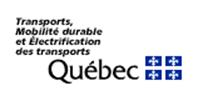 Transports,
Mobilité durable
et Électrification
des transports
Québec